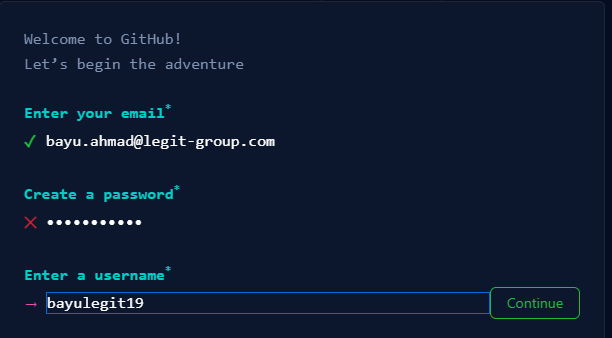 Welcome to GitHub!
Let’s begin the adventure
Enter your email*
✓ bayu.ahmad@legit-group.com
Create a password*
✕ •••••••••••
Enter a username*
→ bayulegit19 Continue